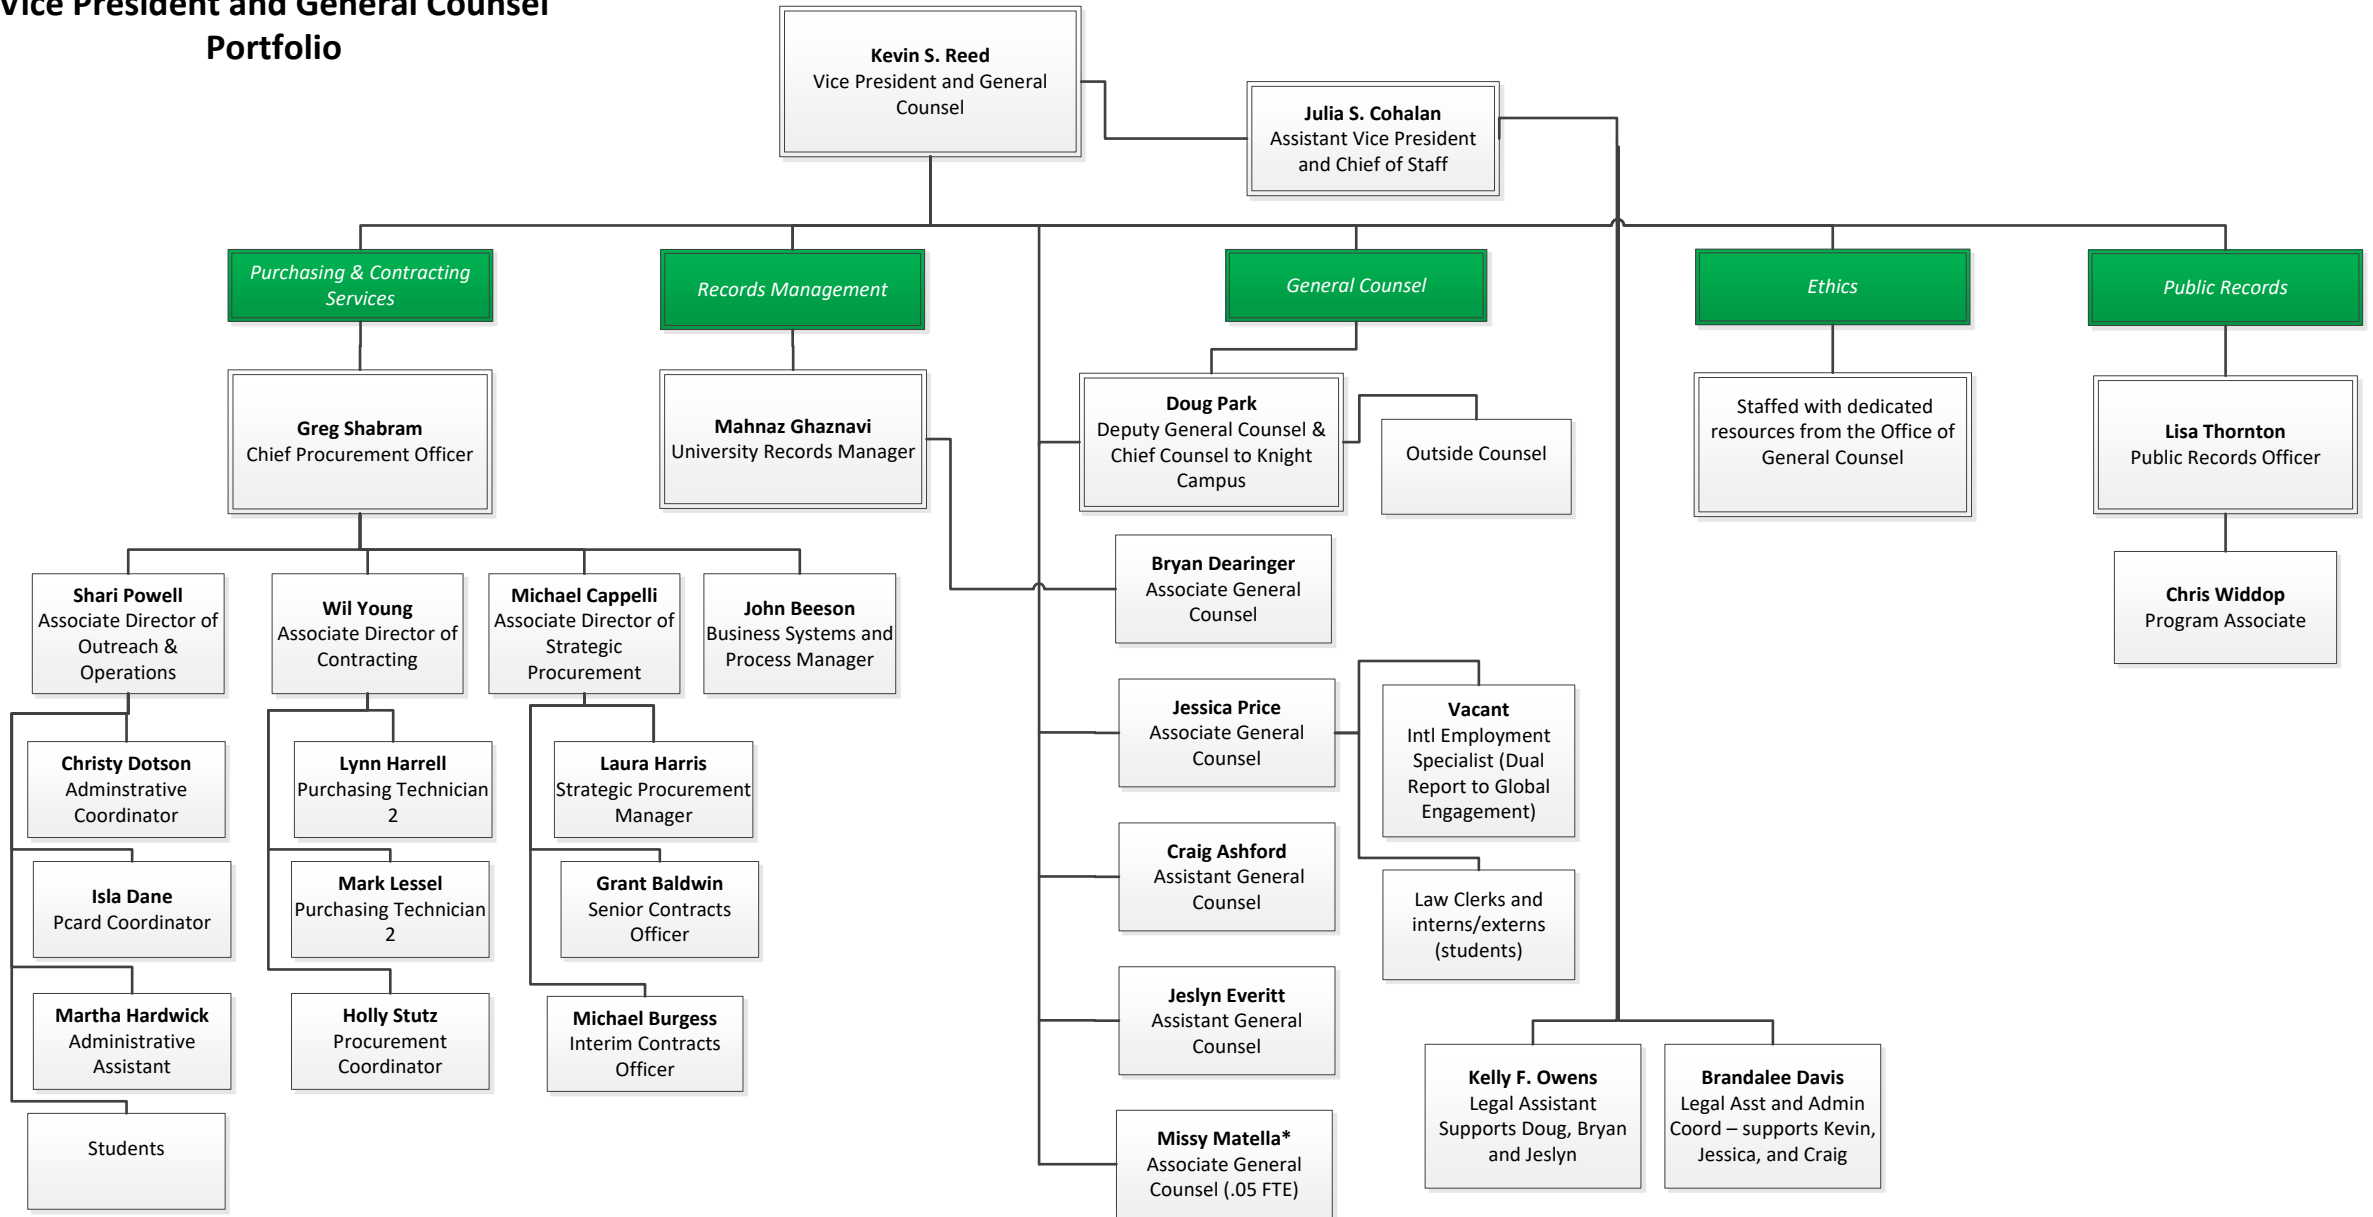 Vice President and General Counsel
Portfolio
Kevin S. Reed
Vice President and General
Counsel
Julia S. Cohalan
Assistant Vice President
and Chief of Staff
Purchasing & Contracting
Services
Records Management
General Counsel
Ethics
Public Records
Greg Shabram
Chief Procurement Officer
Mahnaz Ghaznavi
University Records Manager
Doug Park
Deputy General Counsel &
Chief Counsel to Knight
Campus
Outside Counsel
Staffed with dedicated
resources from the Office of
General Counsel
Lisa Thornton
Public Records Officer
Bryan Dearinger
Associate General
Counsel
Chris Widdop
Program Associate
Shari Powell
Associate Director of
Outreach &
Operations
Wil Young
Associate Director of
Contracting
Michael Cappelli
Associate Director of
Strategic
Procurement
John Beeson
Business Systems and
Process Manager
Jessica Price
Associate General
Counsel
Vacant
Intl Employment
Specialist (Dual
Report to Global
Engagement)
Christy Dotson
Adminstrative
Coordinator
Lynn Harrell
Purchasing Technician
2
Laura Harris
Strategic Procurement
Manager
Craig Ashford
Assistant General
Counsel
Law Clerks and
interns/externs
(students)
Isla Dane
Pcard Coordinator
Mark Lessel
Purchasing Technician
2
Grant Baldwin
Senior Contracts
Officer
Jeslyn Everitt
Assistant General
Counsel
Martha Hardwick
Administrative
Assistant
Holly Stutz
Procurement
Coordinator
Michael Burgess
Interim Contracts
Officer
Kelly F. Owens
Legal Assistant
Supports Doug, Bryan
and Jeslyn
Brandalee Davis
Legal Asst and Admin
Coord – supports Kevin,
Jessica, and Craig
Students
Missy Matella*
Associate General
Counsel (.05 FTE)